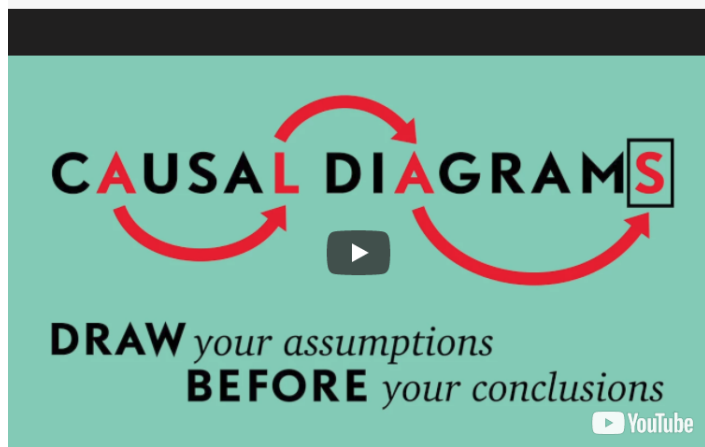 CAUSAL DIAGRAMS
DRAW your assumptions
BEFORE your conclusions
YouTube